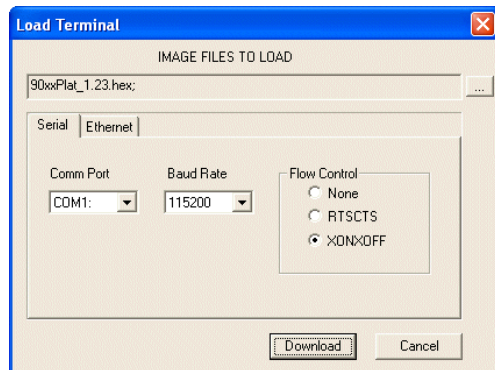 Load Terminal
IMAGE FILES TO LOAD
90xxPlat_1.23.hex;
...
Serial Ethernet
Comm Port Baud Rate Flow Control
None
COM1: 115200
RTSCTS
XONXOFF
Download Cancel